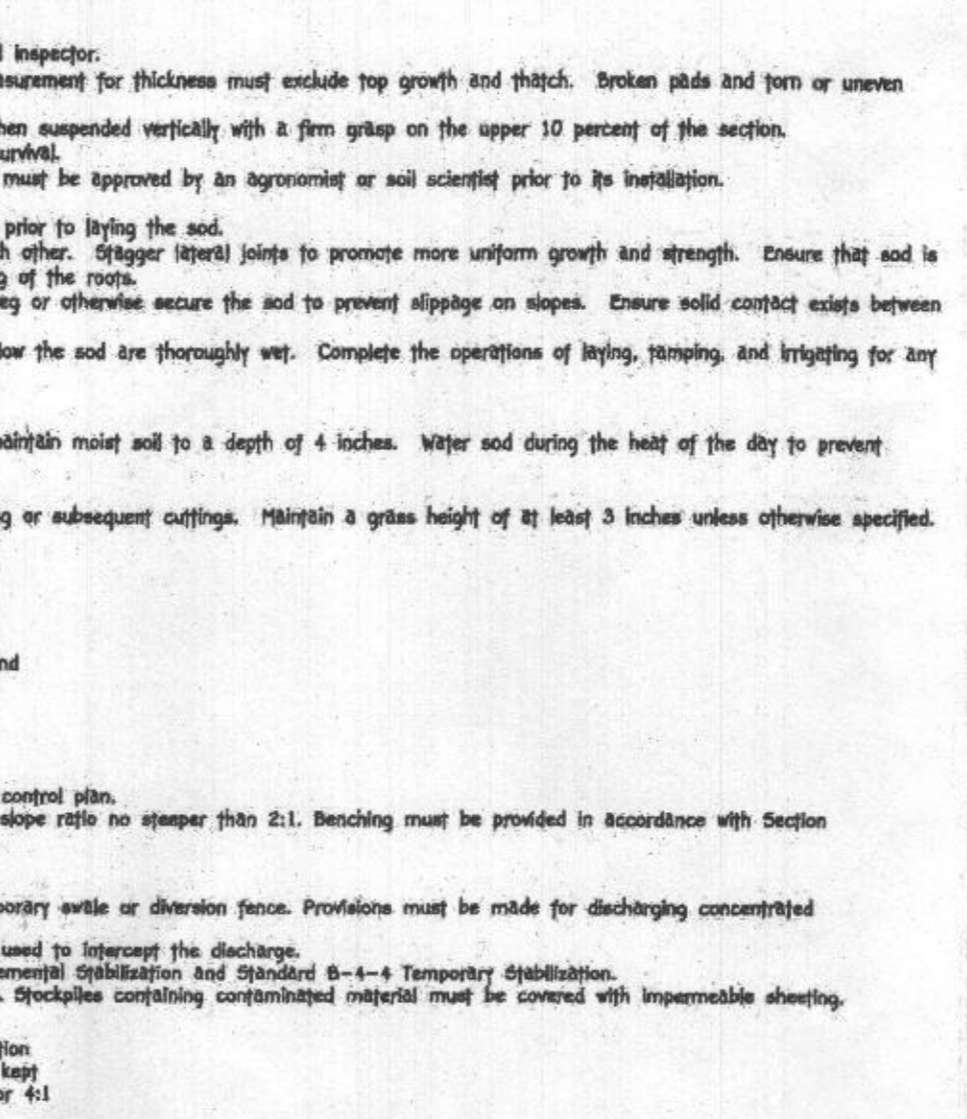 l inspector.
asurement for thickness must exclude top growth and thatch. Broken pads and torn or uneven
hen suspended vertically with a firm grasp on the upper 10 percent of the section.
urvival.
must be approved by an agronomist or soil scientist prior to its installation.
prior to laying the sod.
h other. Stagger lateral joints to promote more uniform growth and strength. Ensure that sod is
g of the roots.
eg or otherwise secure the sod to prevent slippage on slopes. Ensure solid contact exists between
low the sod are thoroughly wet. Complete the operations of laying, tamping, and irrigating for any
naintain moist soil to a depth of 4 inches. Water sod during the heat of the day to prevent
g or subsequent cuttings. Maintain a grass height of at least 3 inches unless otherwise specified.
nd
control plan.
slope ratio no steeper than 2:1. Benching must be provided in accordance with Section
porary swale or diversion fence. Provisions must be made for discharging concentrated
used to intercept the discharge.
emental Stabilization and Standard B-4-4 Temporary Stabilization.
. Stockpiles containing contaminated material must be covered with impermeable sheeting.
tion
kept
or 4:1